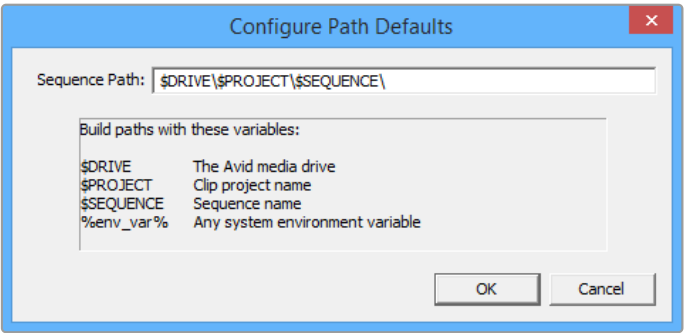 Configure Path Defaults
Sequence Path: $DRIVE\$PROJECT\$SEQUENCE\
Build paths with these variables:
$DRIVE The Avid media drive
$PROJECT Clip project name
$SEQUENCE Sequence name
%env_var% Any system environment variable
OK Cancel